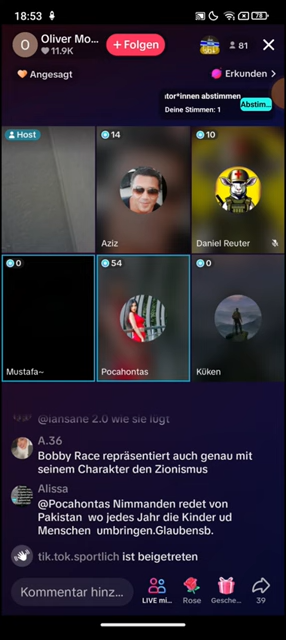 18:53
78
Oliver Mo...
11.9K
+ Folgen
81
Angesagt
Erkunden >
:or*innen abstimmen
Deine Stimmen: 1
Abstim...
Host
14
10
Aziz
Daniel Reuter
0
54
0
Mustafa~
Pocahontas
Küken
@iansane 2.0 wie sie lügt
A.36
Bobby Race repräsentiert auch genau mit
seinem Charakter den Zionismus
Alissa
@Pocahontas Nimmanden redet von
Pakistan wo jedes Jahr die Kinder ud
Menschen umbringen.Glaubensb.
tik.tok.sportlich ist beigetreten
Kommentar hinz...
LIVE mi...
Rose
Gesche...
39